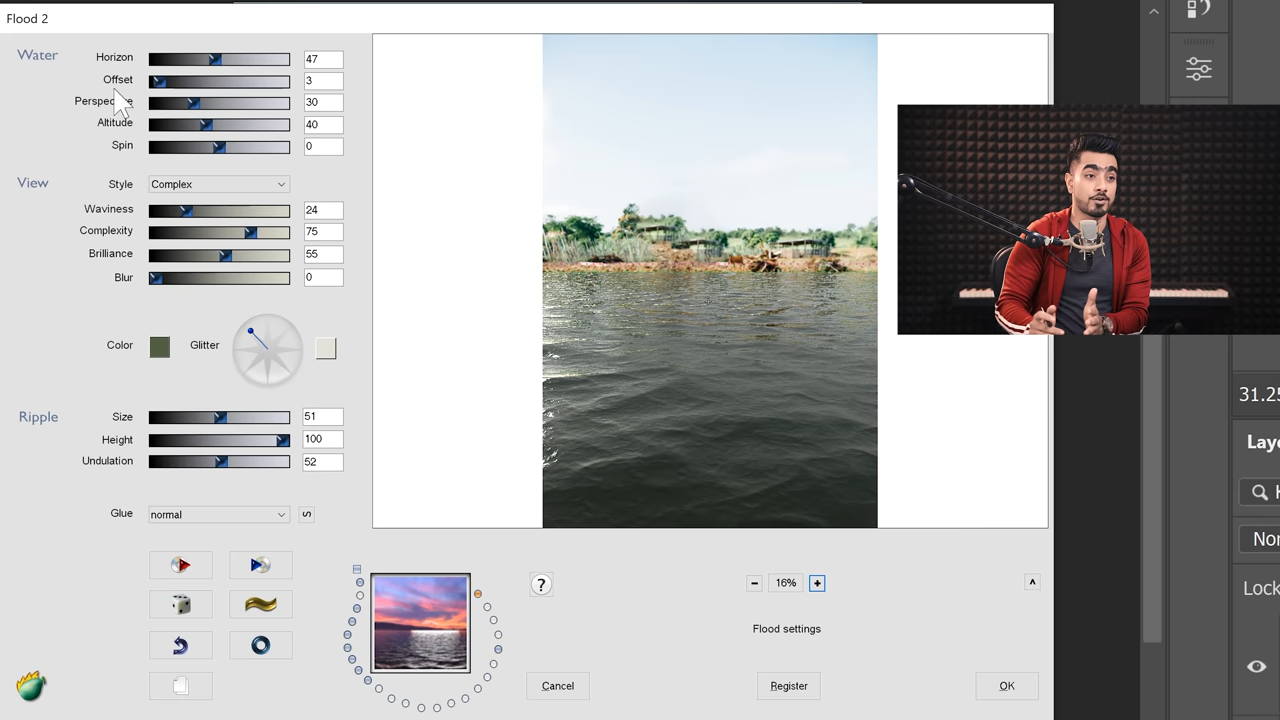 Flood 2
Water
Horizon 47
Offset 3
Perspective 30
Altitude 40
Spin 0
View
Style Complex
Waviness 24
Complexity 75
Brilliance 55
Blur 0
Color Glitter
Ripple
Size 51
Height 100
Undulation 52
Glue normal S
? - 16% + ^
Flood settings
Cancel Register OK
31.25
Laye
K
Nor
Lock